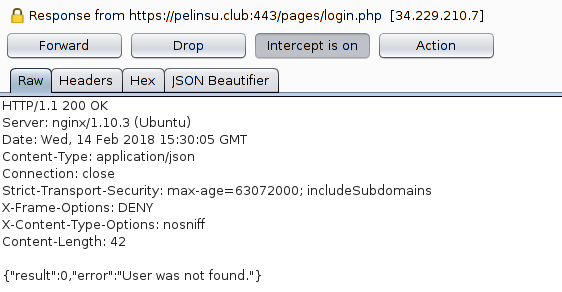 Response from https://pelinsu.club:443/pages/login.php [34.229.210.7]
Forward Drop Intercept is on Action
Raw Headers Hex JSON Beautifier
HTTP/1.1 200 OK
Server: nginx/1.10.3 (Ubuntu)
Date: Wed, 14 Feb 2018 15:30:05 GMT
Content-Type: application/json
Connection: close
Strict-Transport-Security: max-age=63072000; includeSubdomains
X-Frame-Options: DENY
X-Content-Type-Options: nosniff
Content-Length: 42

{"result":0,"error":"User was not found."}